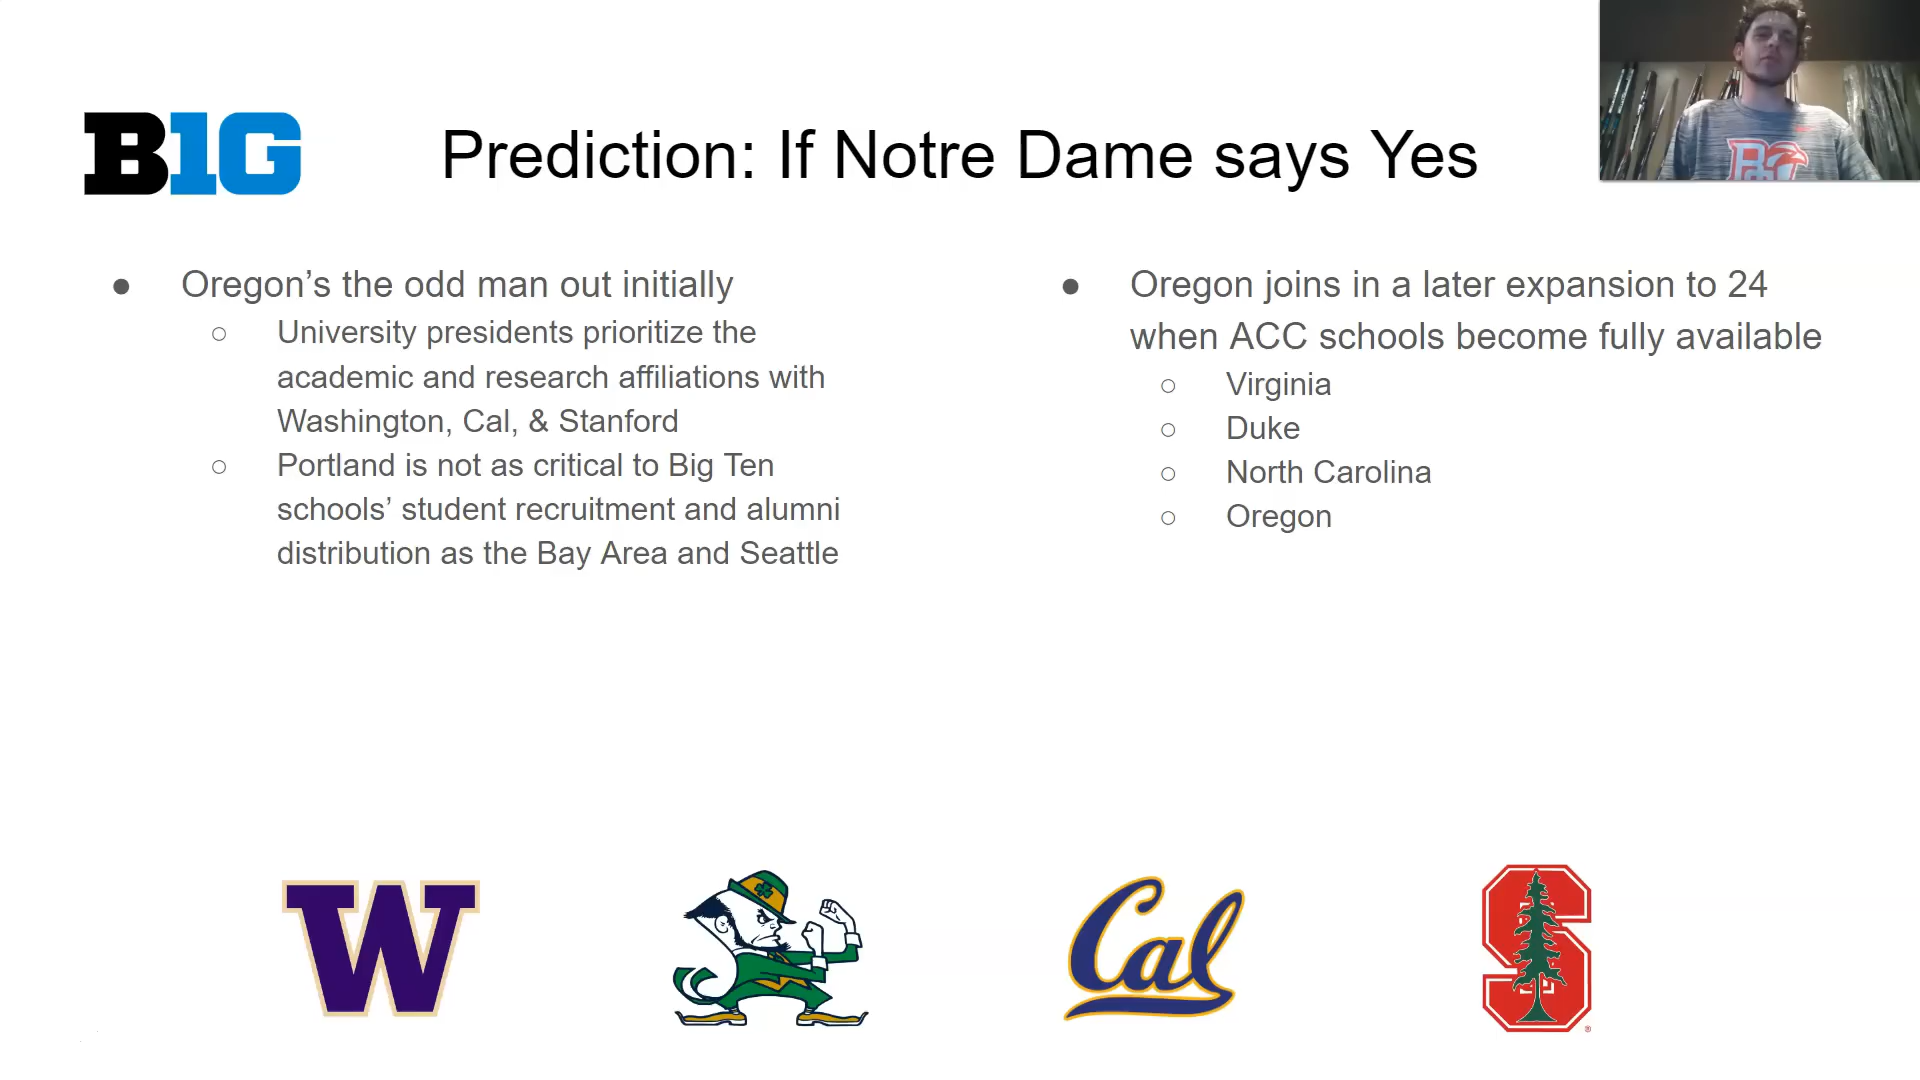 B1G
Prediction: If Notre Dame says Yes
● Oregon’s the odd man out initially
○ University presidents prioritize the
academic and research affiliations with
Washington, Cal, & Stanford
○ Portland is not as critical to Big Ten
schools’ student recruitment and alumni
distribution as the Bay Area and Seattle
● Oregon joins in a later expansion to 24
when ACC schools become fully available
○ Virginia
○ Duke
○ North Carolina
○ Oregon
W
Cal
S
®